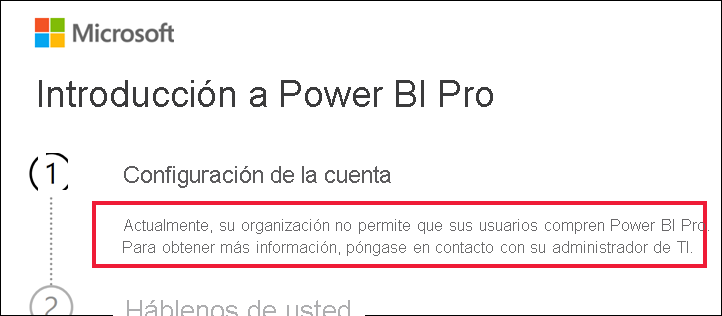 Microsoft
Introducción a Power BI Pro
1
Configuración de la cuenta
Actualmente, su organización no permite que sus usuarios compren Power BI Pro.
Para obtener más información, póngase en contacto con su administrador de TI.
2
Háblenos de usted